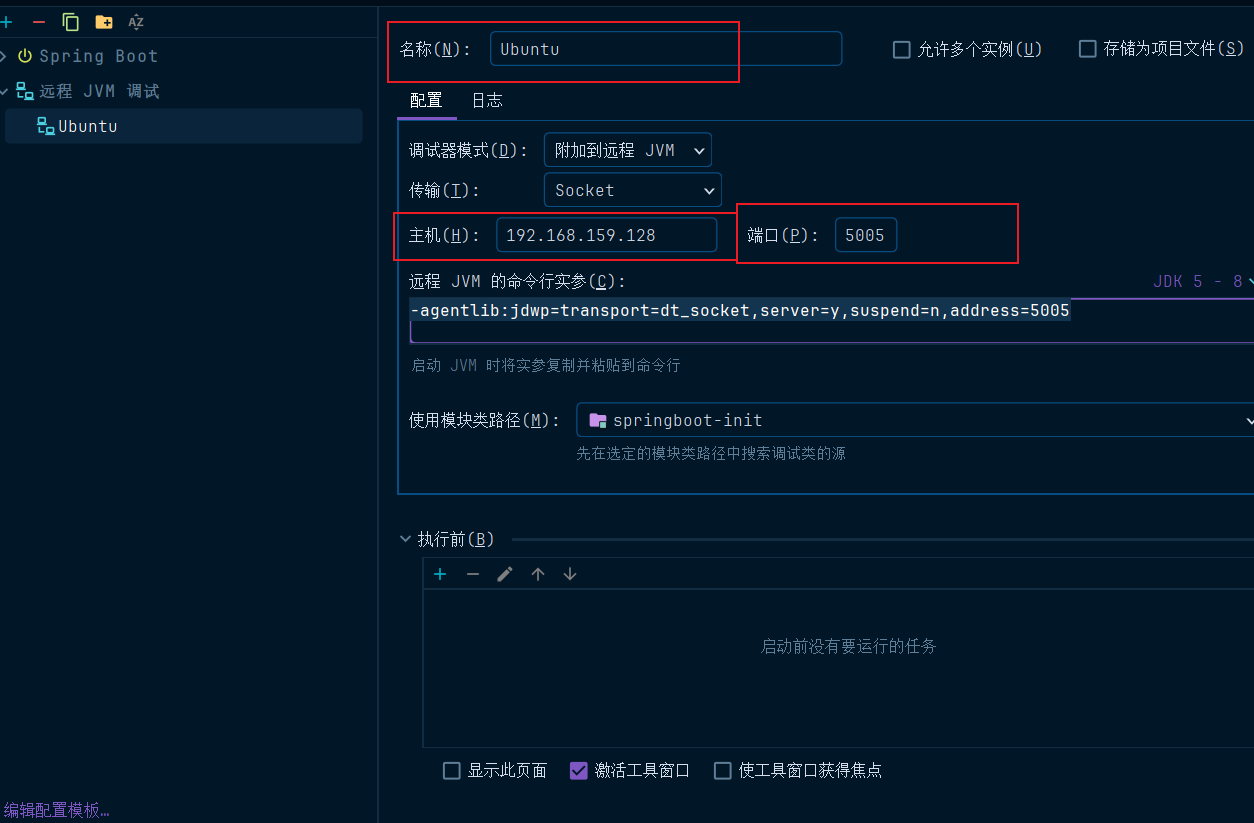 AZ
Spring Boot
远程 JVM 调试
Ubuntu
编辑配置模板…
名称(N): Ubuntu 允许多个实例(U) 存储为项目文件(S)
配置 日志
调试器模式(D): 附加到远程 JVM
传输(T): Socket
主机(H): 192.168.159.128 端口(P): 5005
远程 JVM 的命令行实参(C): JDK 5 - 8
-agentlib:jdwp=transport=dt_socket,server=y,suspend=n,address=5005
启动 JVM 时将实参复制并粘贴到命令行
使用模块类路径(M): springboot-init
先在选定的模块类路径中搜索调试类的源
执行前(B)
启动前没有要运行的任务
显示此页面 激活工具窗口 使工具窗口获得焦点